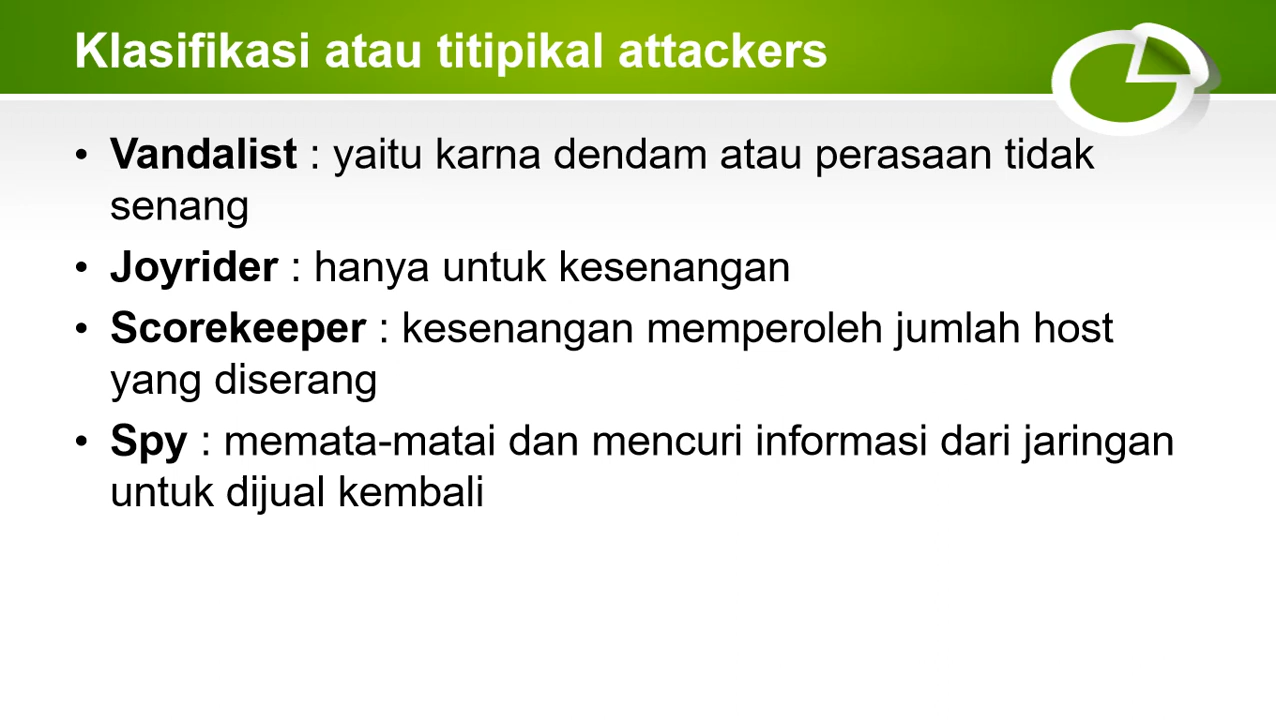 Klasifikasi atau titipikal attackers
• Vandalist : yaitu karna dendam atau perasaan tidak
senang
• Joyrider : hanya untuk kesenangan
• Scorekeeper : kesenangan memperoleh jumlah host
yang diserang
• Spy : memata-matai dan mencuri informasi dari jaringan
untuk dijual kembali